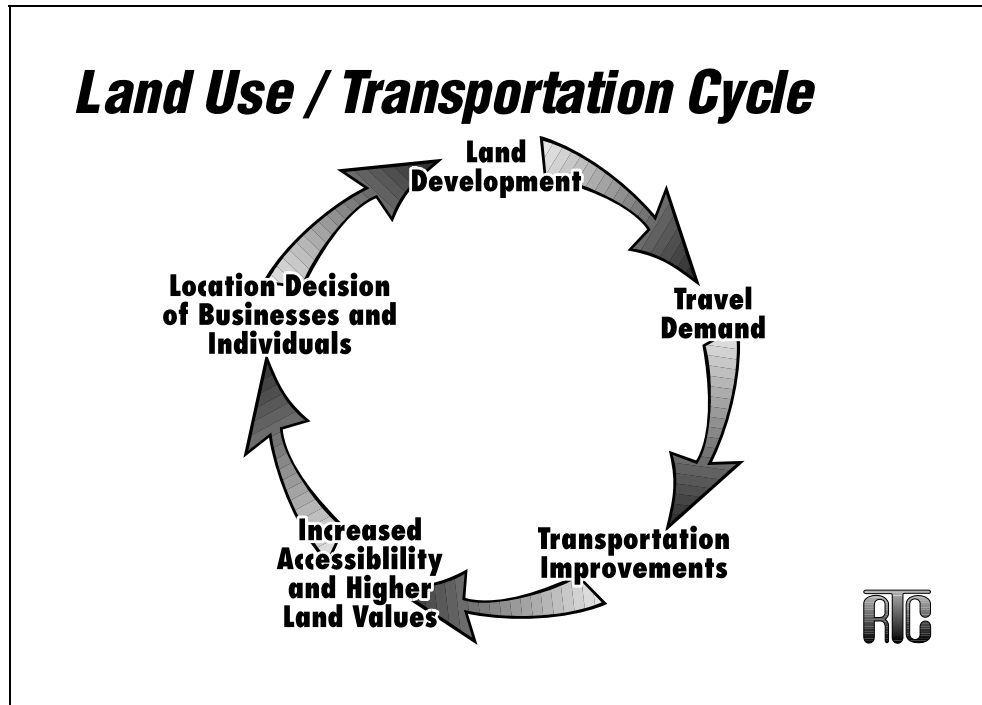 Land Use / Transportation Cycle
Land
Development
Travel
Demand
Transportation
Improvements
Increased
Accessiblility
and Higher
Land Values
Location-Decision
of Businesses and
Individuals
RTC